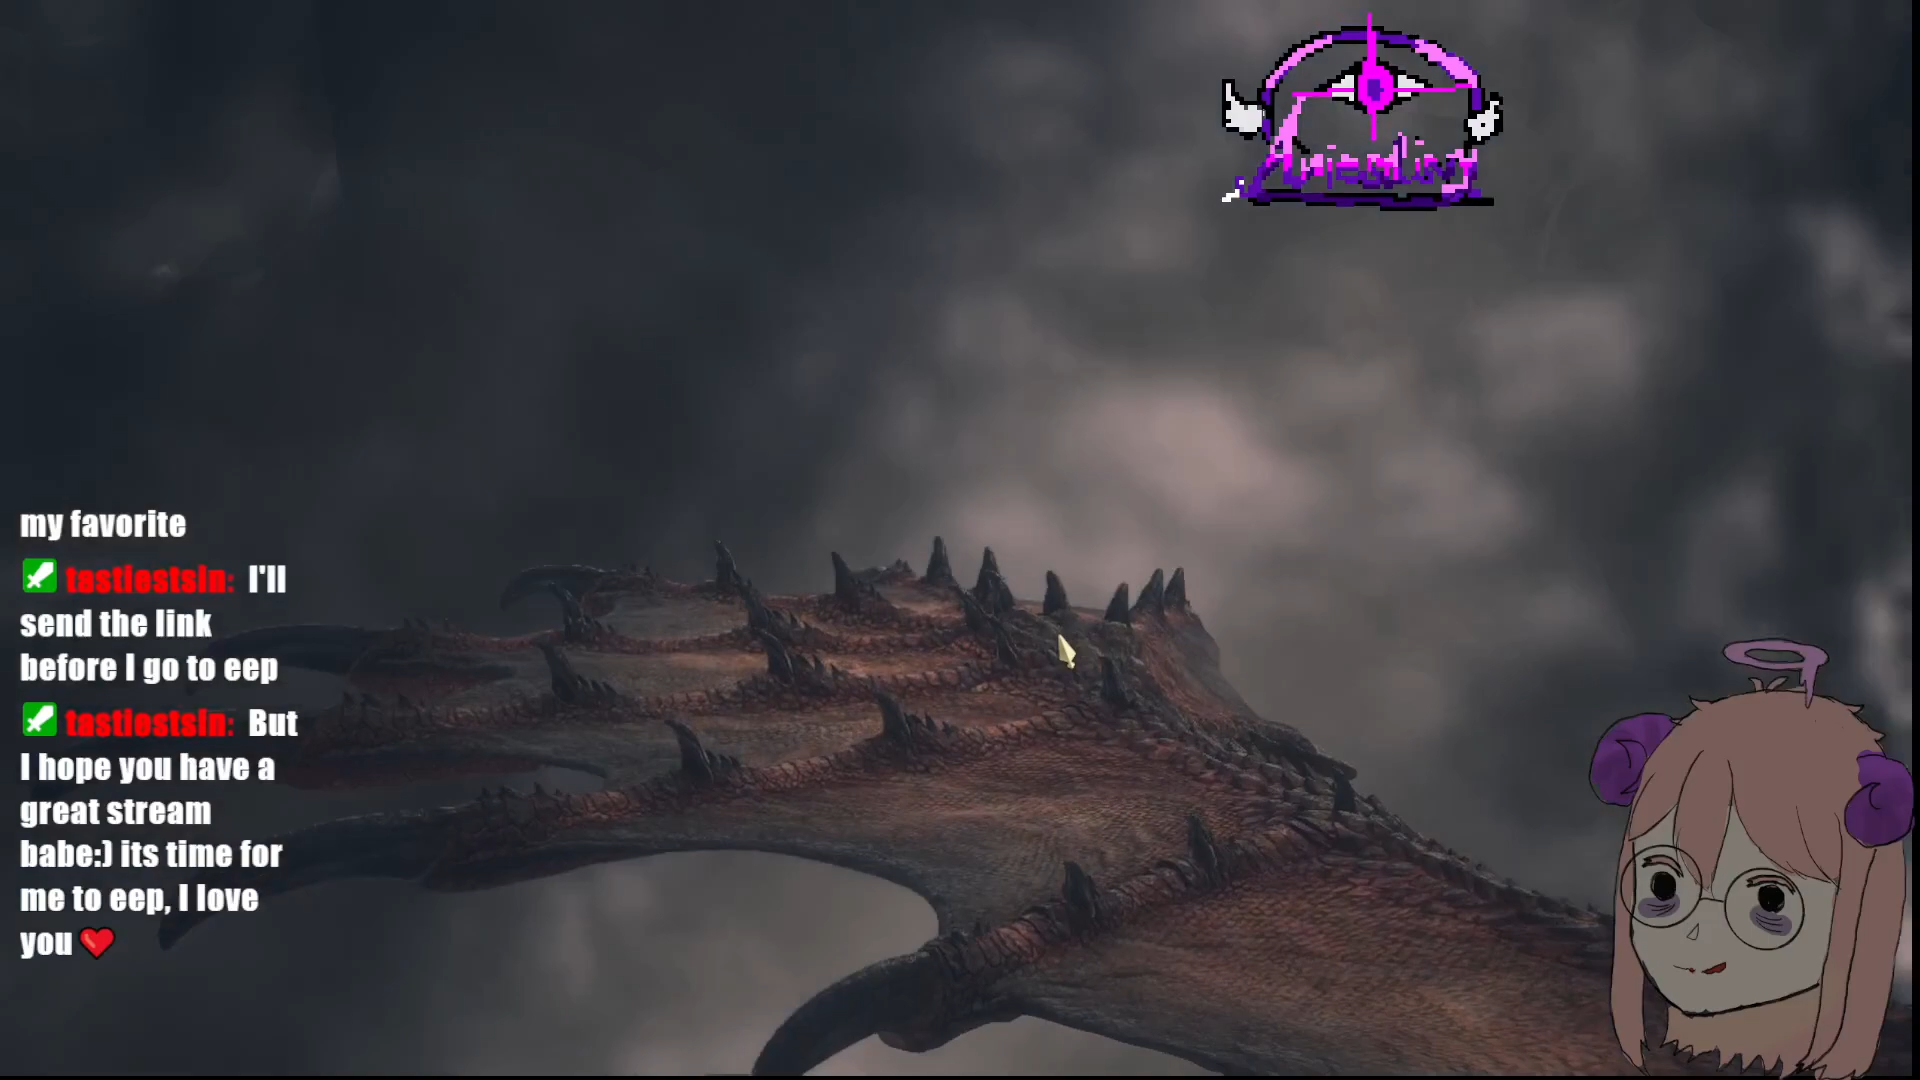 my favorite
tastiestsin: I'll
send the link
before I go to eep
tastiestsin: But
I hope you have a
great stream
babe:) its time for
me to eep, I love
you ❤️